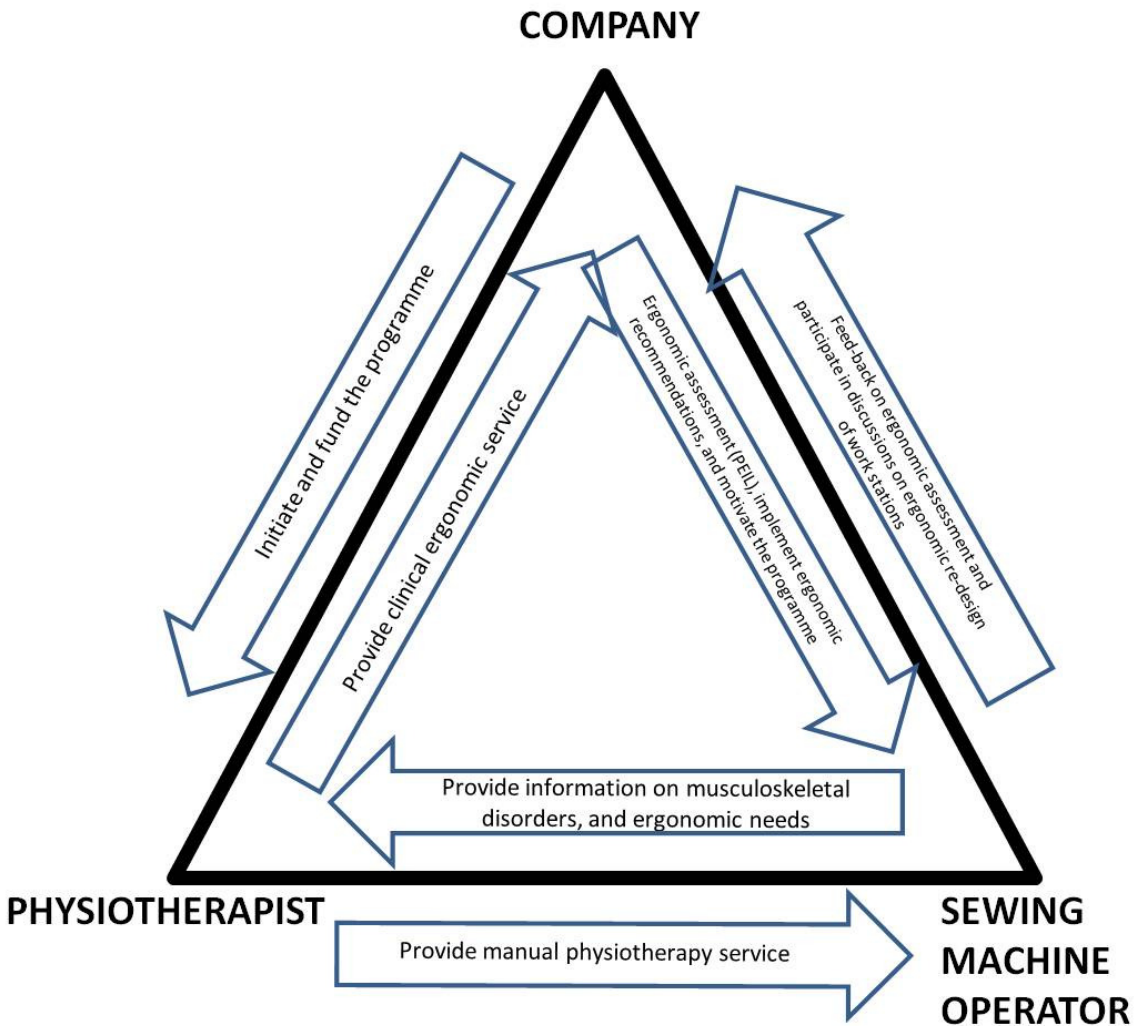 COMPANY
Initiate and fund the programme
Provide clinical ergonomic service
Ergonomic assessment (PEIL), implement ergonomic
recommendations, and motivate the programme
Feed-back on ergonomic assessment and
participate in discussions on ergonomic re-design
of work stations
Provide information on musculoskeletal
disorders, and ergonomic needs
PHYSIOTHERAPIST
Provide manual physiotherapy service
SEWING
MACHINE
OPERATOR